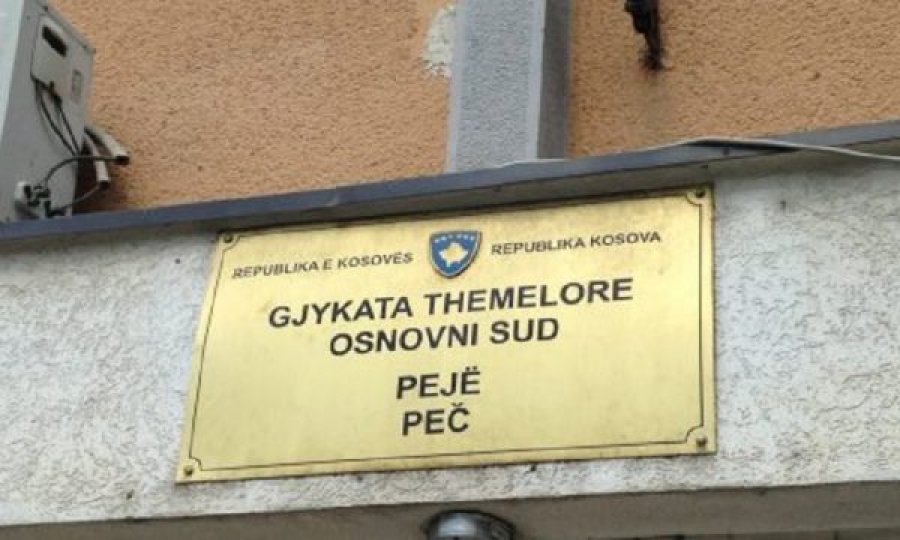 REPUBLIKA E KOSOVËS REPUBLIKA KOSOVA
GJYKATA THEMELORE
OSNOVNI SUD
PEJË
PEČ